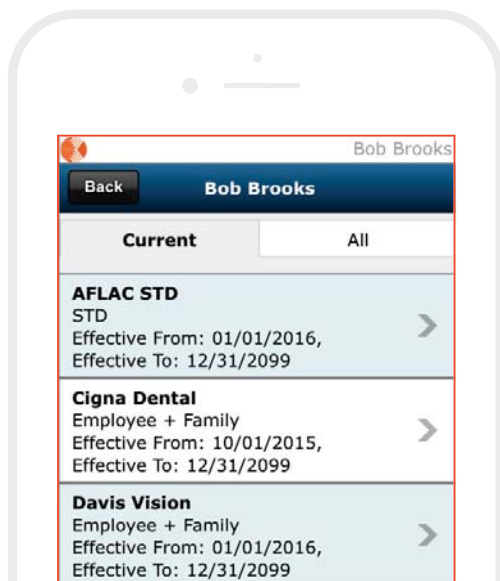 Bob Brooks
Back
Bob Brooks
Current
All
AFLAC STD
STD
Effective From: 01/01/2016,
Effective To: 12/31/2099
Cigna Dental
Employee + Family
Effective From: 10/01/2015,
Effective To: 12/31/2099
Davis Vision
Employee + Family
Effective From: 01/01/2016,
Effective To: 12/31/2099